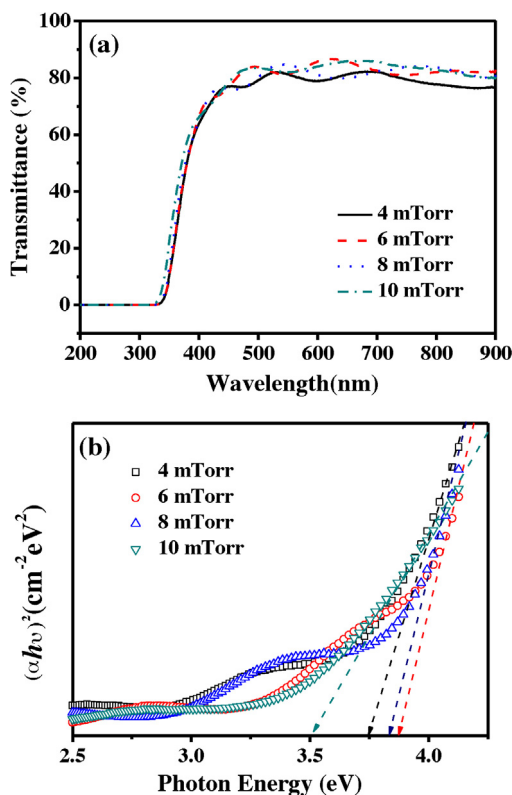 (a)
Transmittance (%)
100
80
60
40
20
0
4 mTorr
6 mTorr
8 mTorr
10 mTorr
200 300 400 500 600 700 800 900
Wavelength(nm)
(b)
(αhυ)²(cm⁻²eV²)
4 mTorr
6 mTorr
8 mTorr
10 mTorr
2.5 3.0 3.5 4.0
Photon Energy (eV)